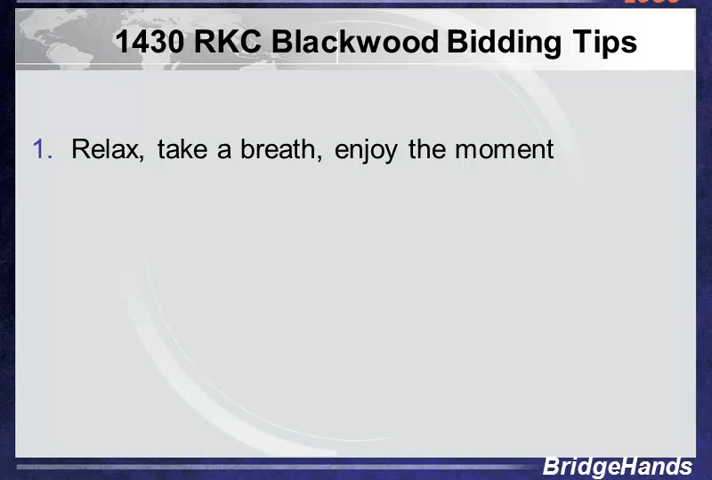 1430 RKC Blackwood Bidding Tips
1. Relax, take a breath, enjoy the moment
BridgeHands